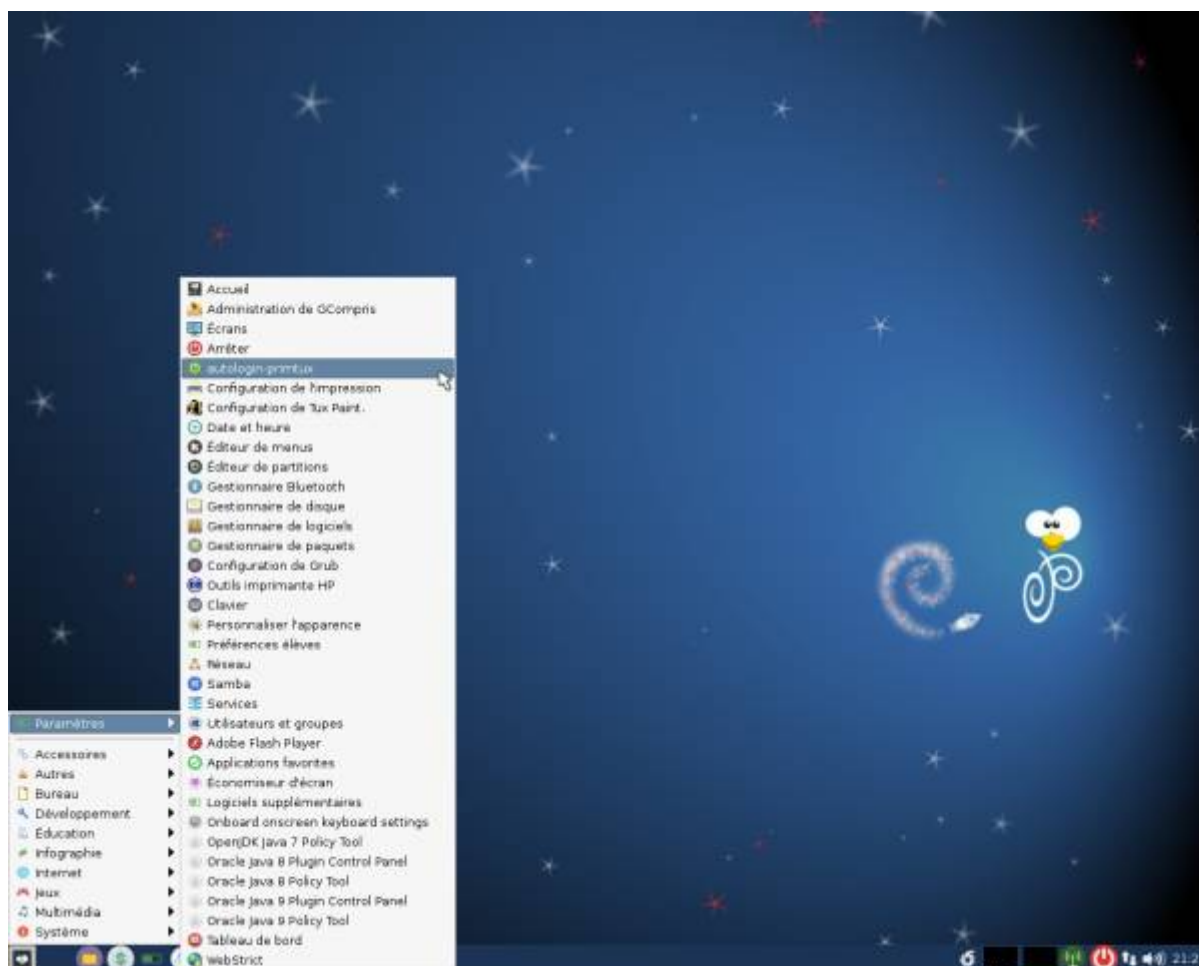 Accueil
Administration de GCompris
Écrans
Arrêter
autologin-primtux
Configuration de l'impression
Configuration de Tux Paint.
Date et heure
Éditeur de menus
Éditeur de partitions
Gestionnaire Bluetooth
Gestionnaire de disque
Gestionnaire de logiciels
Gestionnaire de paquets
Configuration de Grub
Outils imprimante HP
Clavier
Personnaliser l'apparence
Préférences élèves
Réseau
Samba
Services
Utilisateurs et groupes
Adobe Flash Player
Applications favorites
Économiseur d'écran
Logiciels supplémentaires
Onboard onscreen keyboard settings
OpenJDK Java 7 Policy Tool
Oracle Java 8 Plugin Control Panel
Oracle Java 8 Policy Tool
Oracle Java 9 Plugin Control Panel
Oracle Java 9 Policy Tool
Tableau de bord
WebStrict
Paramètres
Accessoires
Autres
Bureau
Développement
Éducation
Infographie
Internet
Jeux
Multimédia
Système